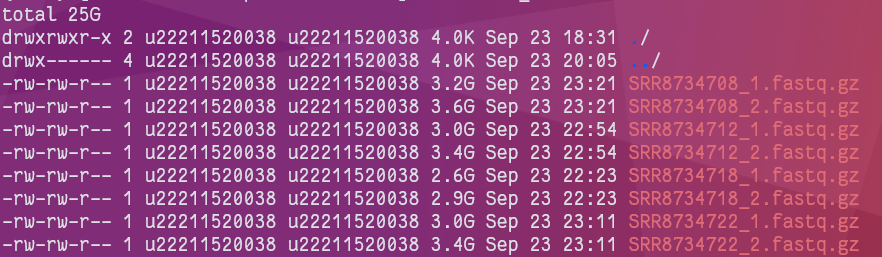 total 25G
drwxrwxr-x 2 u22211520038 u22211520038 4.0K Sep 23 18:31 ./
drwx------ 4 u22211520038 u22211520038 4.0K Sep 23 20:05 ../
-rw-rw-r-- 1 u22211520038 u22211520038 3.2G Sep 23 23:21 SRR8734708_1.fastq.gz
-rw-rw-r-- 1 u22211520038 u22211520038 3.6G Sep 23 23:21 SRR8734708_2.fastq.gz
-rw-rw-r-- 1 u22211520038 u22211520038 3.0G Sep 23 22:54 SRR8734712_1.fastq.gz
-rw-rw-r-- 1 u22211520038 u22211520038 3.4G Sep 23 22:54 SRR8734712_2.fastq.gz
-rw-rw-r-- 1 u22211520038 u22211520038 2.6G Sep 23 22:23 SRR8734718_1.fastq.gz
-rw-rw-r-- 1 u22211520038 u22211520038 2.9G Sep 23 22:23 SRR8734718_2.fastq.gz
-rw-rw-r-- 1 u22211520038 u22211520038 3.0G Sep 23 23:11 SRR8734722_1.fastq.gz
-rw-rw-r-- 1 u22211520038 u22211520038 3.4G Sep 23 23:11 SRR8734722_2.fastq.gz